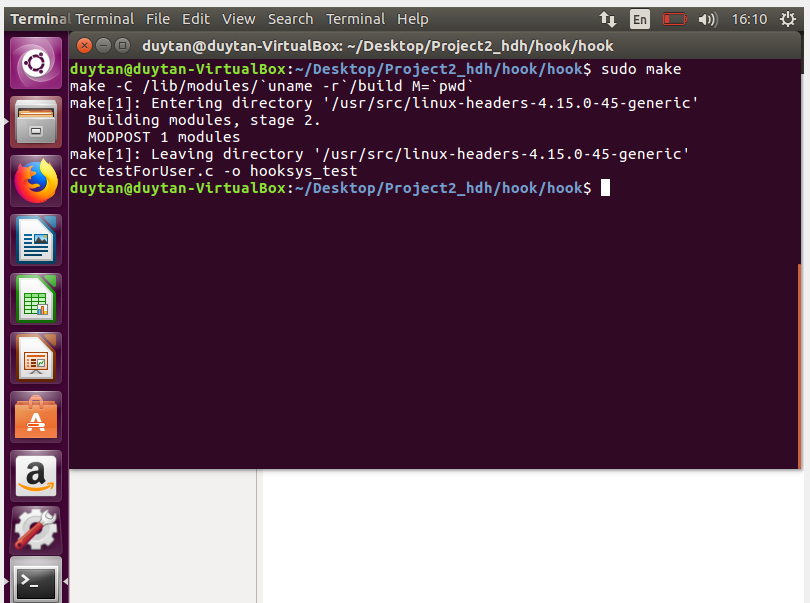 Terminal Terminal File Edit View Search Terminal Help En 16:10
duytan@duytan-VirtualBox: ~/Desktop/Project2_hdh/hook/hook
duytan@duytan-VirtualBox:~/Desktop/Project2_hdh/hook/hook$ sudo make
make -C /lib/modules/`uname -r`/build M=`pwd`
make[1]: Entering directory '/usr/src/linux-headers-4.15.0-45-generic'
  Building modules, stage 2.
  MODPOST 1 modules
make[1]: Leaving directory '/usr/src/linux-headers-4.15.0-45-generic'
cc testForUser.c -o hooksys_test
duytan@duytan-VirtualBox:~/Desktop/Project2_hdh/hook/hook$